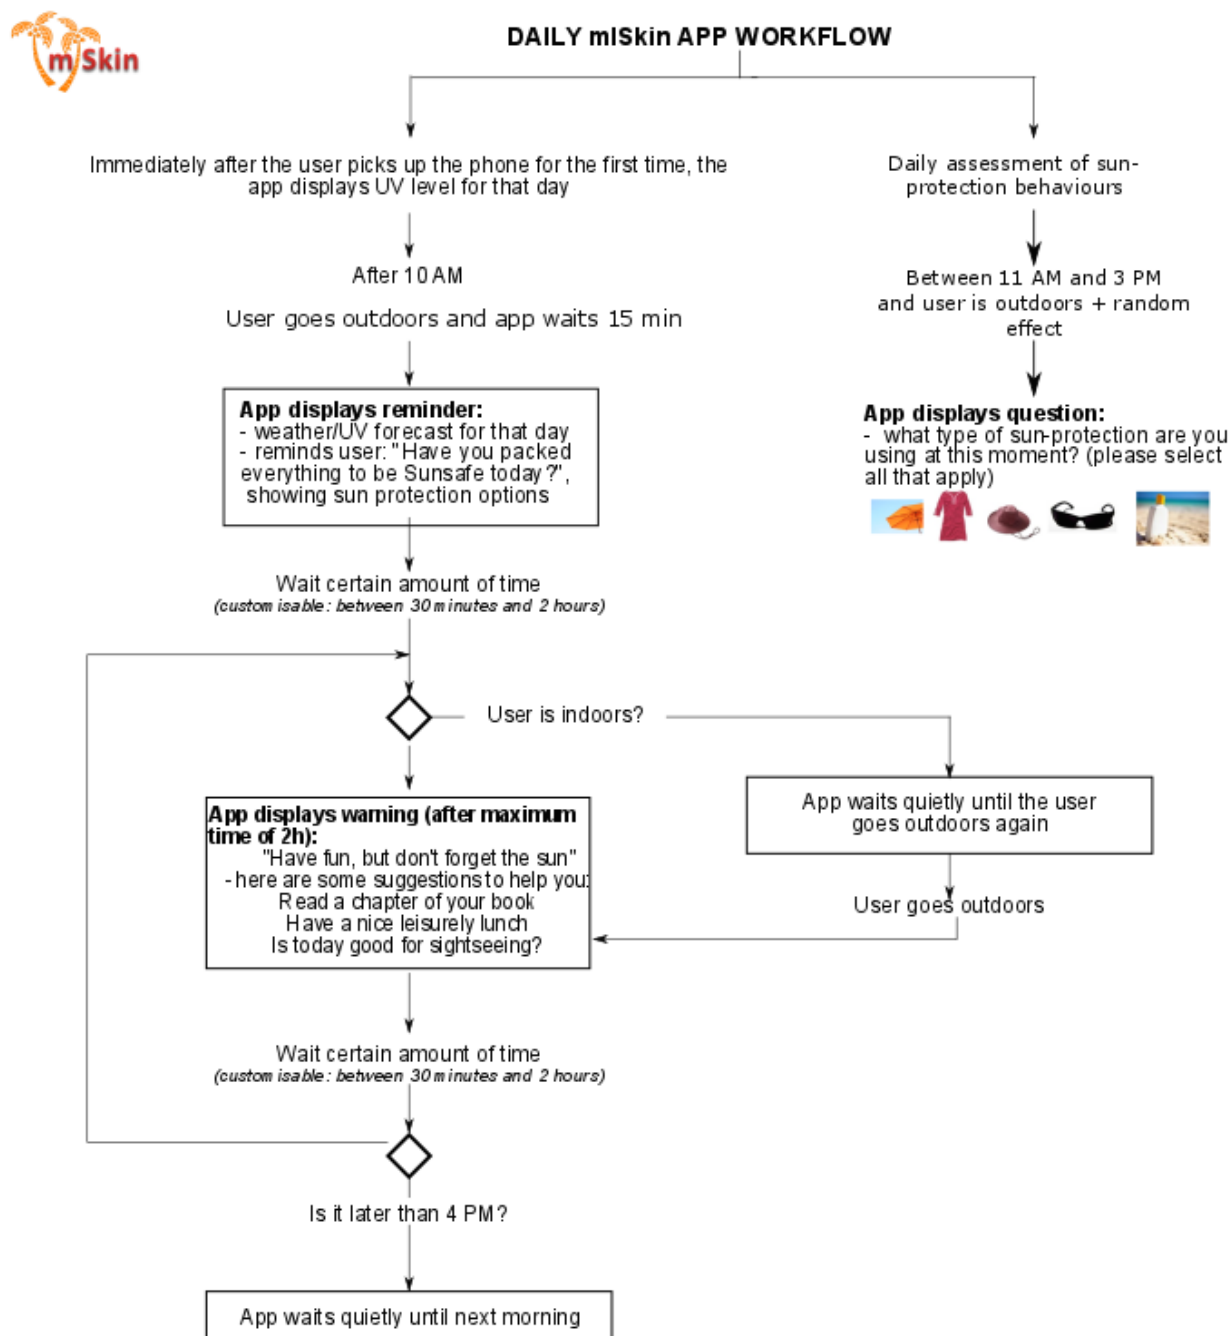 mISkin
DAILY mISkin APP WORKFLOW
Immediately after the user picks up the phone for the first time, the
app displays UV level for that day
After 10 AM
User goes outdoors and app waits 15 min
App displays reminder:
- weather/UV forecast for that day
- reminds user: "Have you packed
everything to be Sunsafe today?",
showing sun protection options
Wait certain amount of time
(customisable: between 30 minutes and 2 hours)
User is indoors?
App displays warning (after maximum
time of 2h):
"Have fun, but don't forget the sun"
- here are some suggestions to help you:
Read a chapter of your book
Have a nice leisurely lunch
Is today good for sightseeing?
App waits quietly until the user
goes outdoors again
User goes outdoors
Wait certain amount of time
(customisable: between 30 minutes and 2 hours)
Is it later than 4 PM?
App waits quietly until next morning
Daily assessment of sun-
protection behaviours
Between 11 AM and 3 PM
and user is outdoors + random
effect
App displays question:
- what type of sun-protection are you
using at this moment? (please select
all that apply)